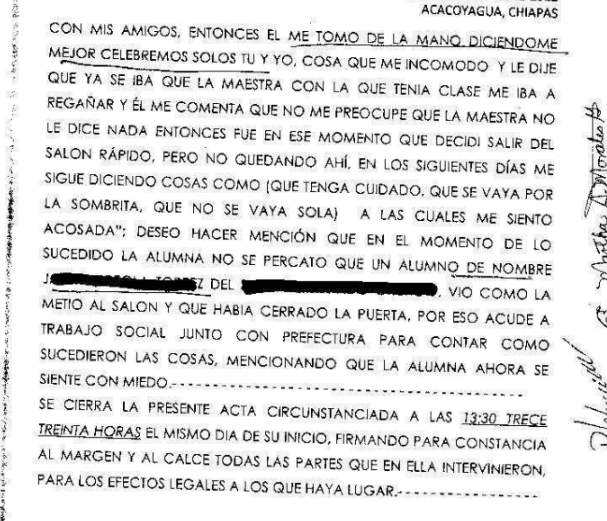 ACACOYAGUA, CHIAPAS
CON MIS AMIGOS, ENTONCES EL ME TOMO DE LA MANO DICIENDOME
MEJOR CELEBREMOS SOLOS TU Y YO, COSA QUE ME INCOMODO Y LE DIJE
QUE YA SE IBA QUE LA MAESTRA CON LA QUE TENIA CLASE ME IBA A
REGAÑAR Y ÉL ME COMENTA QUE NO ME PREOCUPE QUE LA MAESTRA NO
LE DICE NADA ENTONCES FUE EN ESE MOMENTO QUE DECIDI SALIR DEL
SALON RÁPIDO, PERO NO QUEDANDO AHÍ, EN LOS SIGUIENTES DÍAS ME
SIGUE DICIENDO COSAS COMO (QUE TENGA CUIDADO, QUE SE VAYA POR
LA SOMBRITA, QUE NO SE VAYA SOLA) A LAS CUALES ME SIENTO
ACOSADA"; DESEO HACER MENCIÓN QUE EN EL MOMENTO DE LO
SUCEDIDO LA ALUMNA NO SE PERCATO QUE UN ALUMNO DE NOMBRE
DEL , VIO COMO LA
METIO AL SALON Y QUE HABIA CERRADO LA PUERTA, POR ESO ACUDE A
TRABAJO SOCIAL JUNTO CON PREFECTURA PARA CONTAR COMO
SUCEDIERON LAS COSAS, MENCIONANDO QUE LA ALUMNA AHORA SE
SIENTE CON MIEDO.-------------------------------
SE CIERRA LA PRESENTE ACTA CIRCUNSTANCIADA A LAS 13:30 TRECE
TREINTA HORAS EL MISMO DIA DE SU INICIO, FIRMANDO PARA CONSTANCIA
AL MARGEN Y AL CALCE TODAS LAS PARTES QUE EN ELLA INTERVINIERON,
PARA LOS EFECTOS LEGALES A LOS QUE HAYA LUGAR.---------------